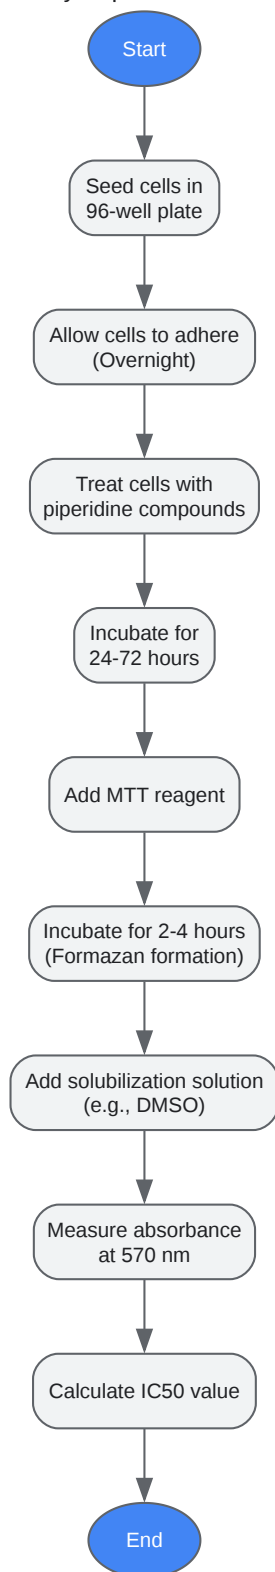 Start
Seed cells in
96-well plate
Allow cells to adhere
(Overnight)
Treat cells with
piperidine compounds
Incubate for
24-72 hours
Add MTT reagent
Incubate for 2-4 hours
(Formazan formation)
Add solubilization solution
(e.g., DMSO)
Measure absorbance
at 570 nm
Calculate IC50 value
End